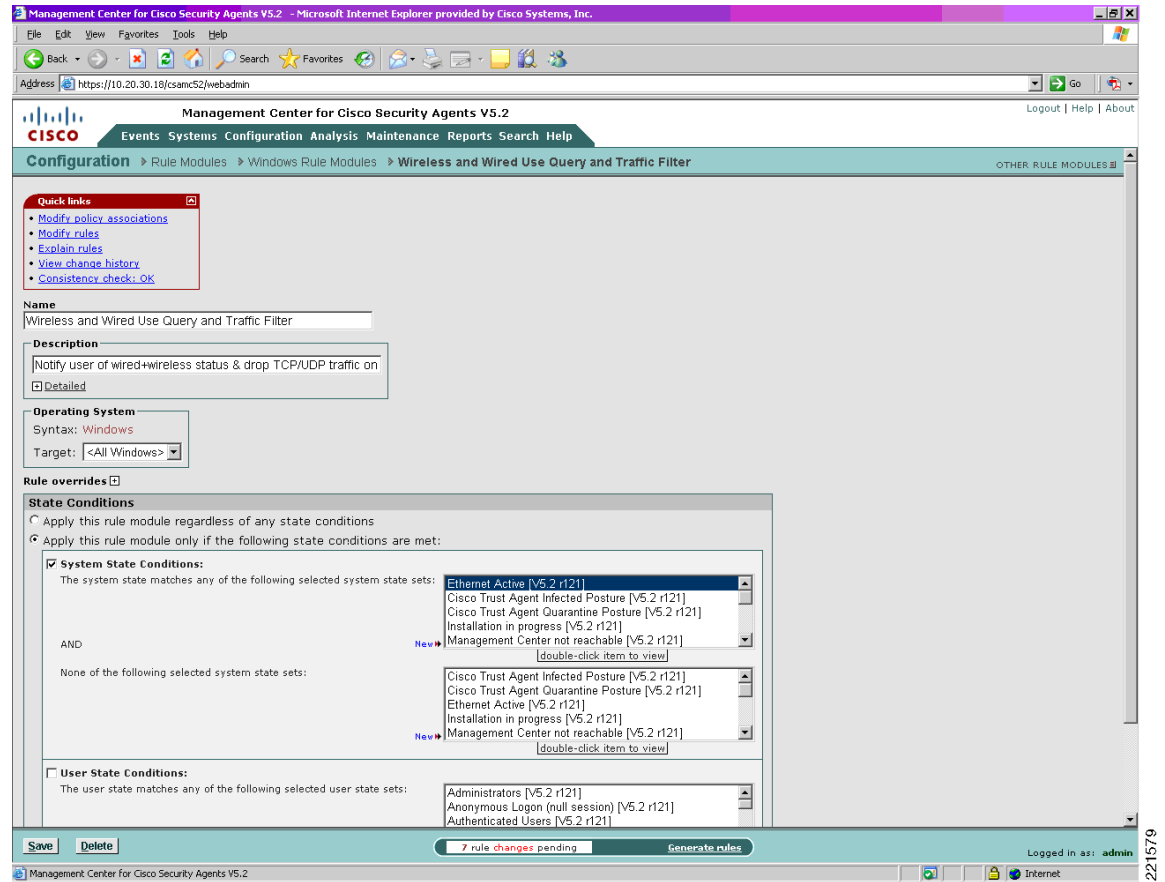 Management Center for Cisco Security Agents V5.2 - Microsoft Internet Explorer provided by Cisco Systems, Inc.
File Edit View Favorites Tools Help
Back Search Favorites
Address https://10.20.30.18/csamc52/webadmin Go
Management Center for Cisco Security Agents V5.2 Logout | Help | About
CISCO Events Systems Configuration Analysis Maintenance Reports Search Help
Configuration Rule Modules Windows Rule Modules Wireless and Wired Use Query and Traffic Filter OTHER RULE MODULES
Quick links
• Modify policy associations
• Modify rules
• Explain rules
• View change history
• Consistency check: OK
Name
Wireless and Wired Use Query and Traffic Filter
Description
Notify user of wired+wireless status & drop TCP/UDP traffic on
Detailed
Operating System
Syntax: Windows
Target: <All Windows>
Rule overrides
State Conditions
Apply this rule module regardless of any state conditions
Apply this rule module only if the following state conditions are met:
System State Conditions:
The system state matches any of the following selected system state sets:
Ethernet Active [V5.2 r121]
Cisco Trust Agent Infected Posture [V5.2 r121]
Cisco Trust Agent Quarantine Posture [V5.2 r121]
Installation in progress [V5.2 r121]
Management Center not reachable [V5.2 r121]
AND New
double-click item to view
None of the following selected system state sets:
Cisco Trust Agent Infected Posture [V5.2 r121]
Cisco Trust Agent Quarantine Posture [V5.2 r121]
Ethernet Active [V5.2 r121]
Installation in progress [V5.2 r121]
New Management Center not reachable [V5.2 r121]
double-click item to view
User State Conditions:
The user state matches any of the following selected user state sets:
Administrators [V5.2 r121]
Anonymous Logon (null session) [V5.2 r121]
Authenticated Users [V5.2 r121]
Save Delete 7 rule changes pending Generate rules Logged in as: admin
Management Center for Cisco Security Agents V5.2 Internet
221579